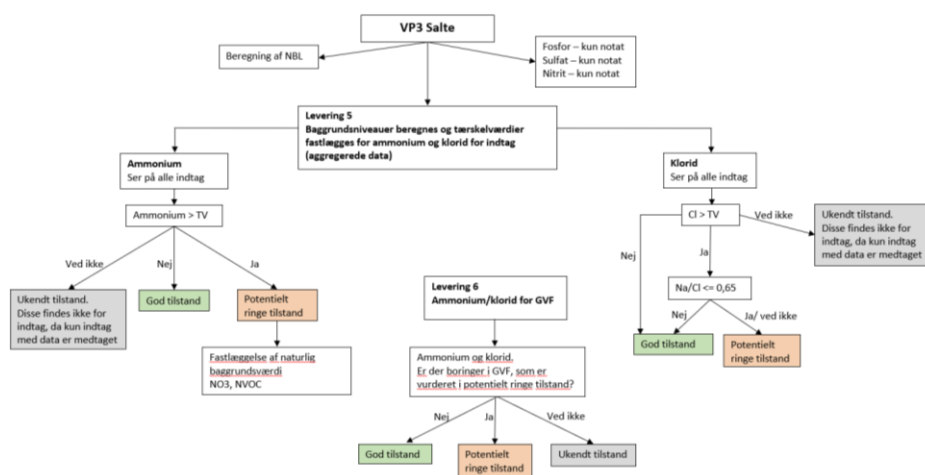 VP3 Salte
Beregning af NBL
Fosfor – kun notat
Sulfat – kun notat
Nitrit – kun notat
Levering 5
Baggrundsniveauer beregnes og tærskelværdier
fastlægges for ammonium og klorid for indtag
(aggregerede data)
Ammonium
Ser på alle indtag
Ammonium > TV
Ved ikke
Nej
Ja
Ukendt tilstand.
Disse findes ikke for
indtag, da kun indtag
med data er medtaget
God tilstand
Potentielt
ringe tilstand
Fastlæggelse af naturlig
baggrundsværdi
NO3, NVOC
Levering 6
Ammonium/klorid for GVF
Ammonium og klorid.
Er der boringer i GVF, som er
vurderet i potentielt ringe tilstand?
Nej
Ja
Ved ikke
God tilstand
Potentielt
ringe tilstand
Ukendt tilstand
Klorid
Ser på alle indtag
Cl > TV
Ved ikke
Ukendt tilstand.
Disse findes ikke for
indtag, da kun indtag
med data er medtaget
Nej
Ja
Na/Cl <= 0,65
Nej
Ja/ ved ikke
God tilstand
Potentielt
ringe tilstand